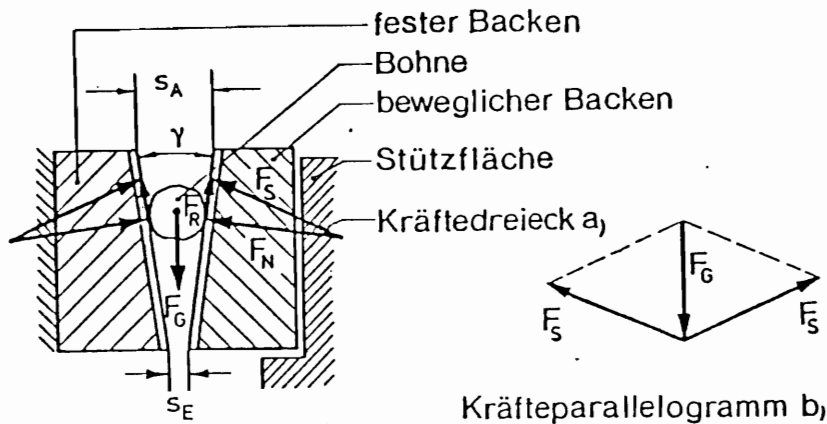 fester Backen
Bohne
beweglicher Backen
Stützfläche
Kräftedreieck a)
s_A
γ
F_S
F_R
F_N
F_G
s_E
F_G
F_S
F_S
Kräfteparallelogramm b)